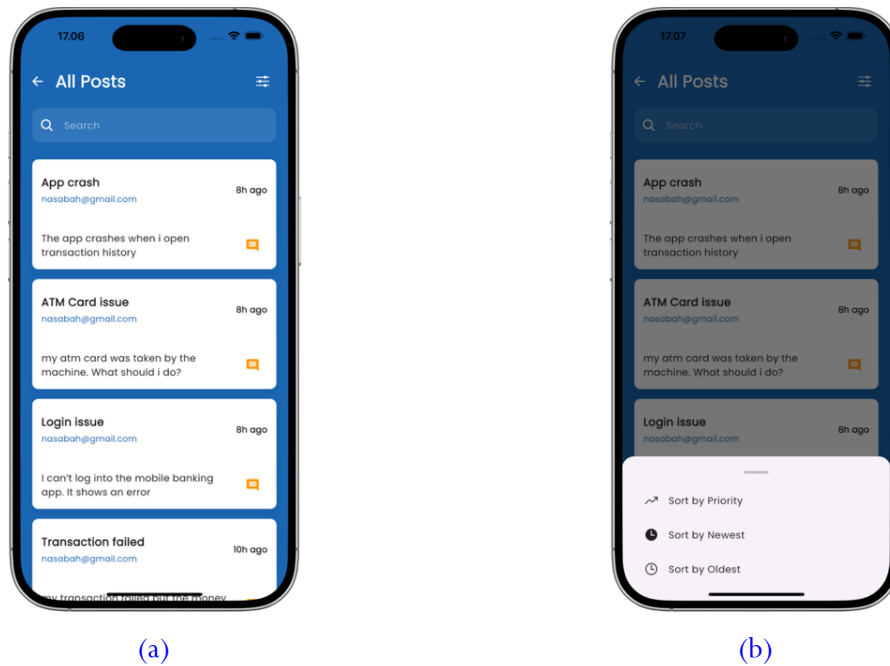 17.06
All Posts
Search
App crash
nasabah@gmail.com
8h ago
The app crashes when i open
transaction history
ATM Card issue
nasabah@gmail.com
8h ago
my atm card was taken by the
machine. What should i do?
Login issue
nasabah@gmail.com
8h ago
I can't log into the mobile banking
app. It shows an error
Transaction failed
nasabah@gmail.com
10h ago
my transaction failed but the money
(a)
17.07
All Posts
Search
App crash
nasabah@gmail.com
8h ago
The app crashes when i open
transaction history
ATM Card issue
nasabah@gmail.com
8h ago
my atm card was taken by the
machine. What should i do?
Login issue
nasabah@gmail.com
8h ago
Sort by Priority
Sort by Newest
Sort by Oldest
(b)